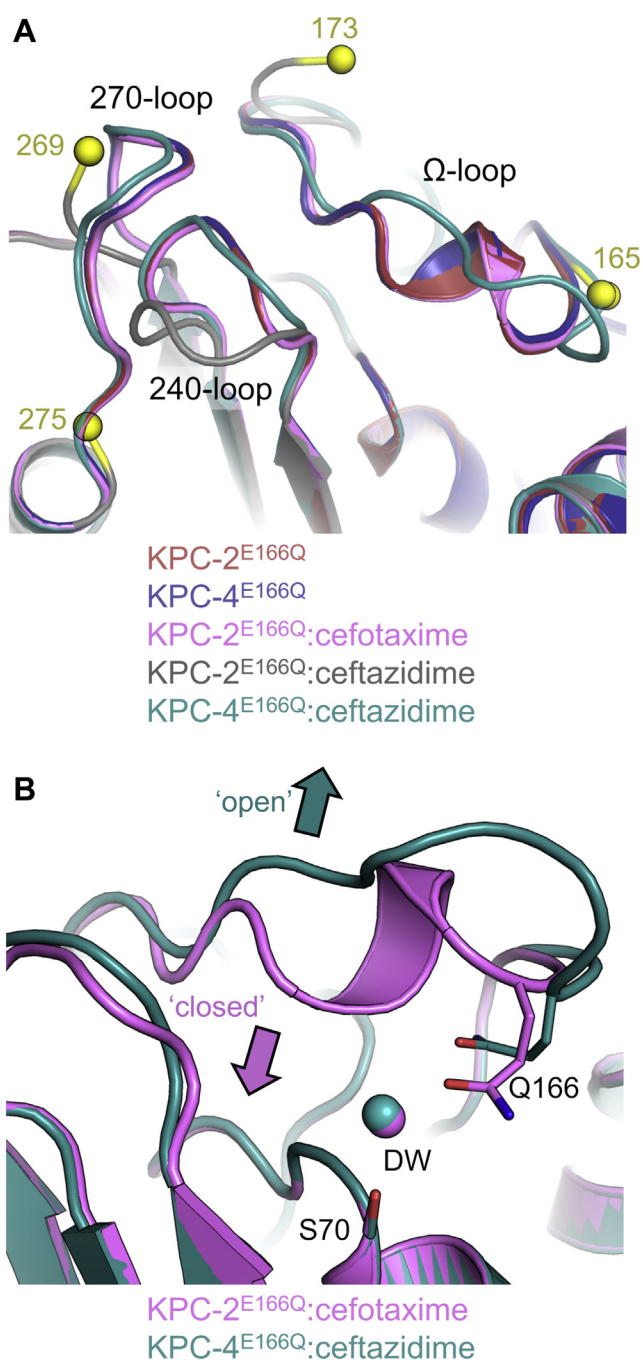 A
173
270-loop
269
Ω-loop
165
240-loop
275
KPC-2E166Q
KPC-4E166Q
KPC-2E166Q:cefotaxime
KPC-2E166Q:ceftazidime
KPC-4E166Q:ceftazidime
B
'open'
'closed'
Q166
DW
S70
KPC-2E166Q:cefotaxime
KPC-4E166Q:ceftazidime